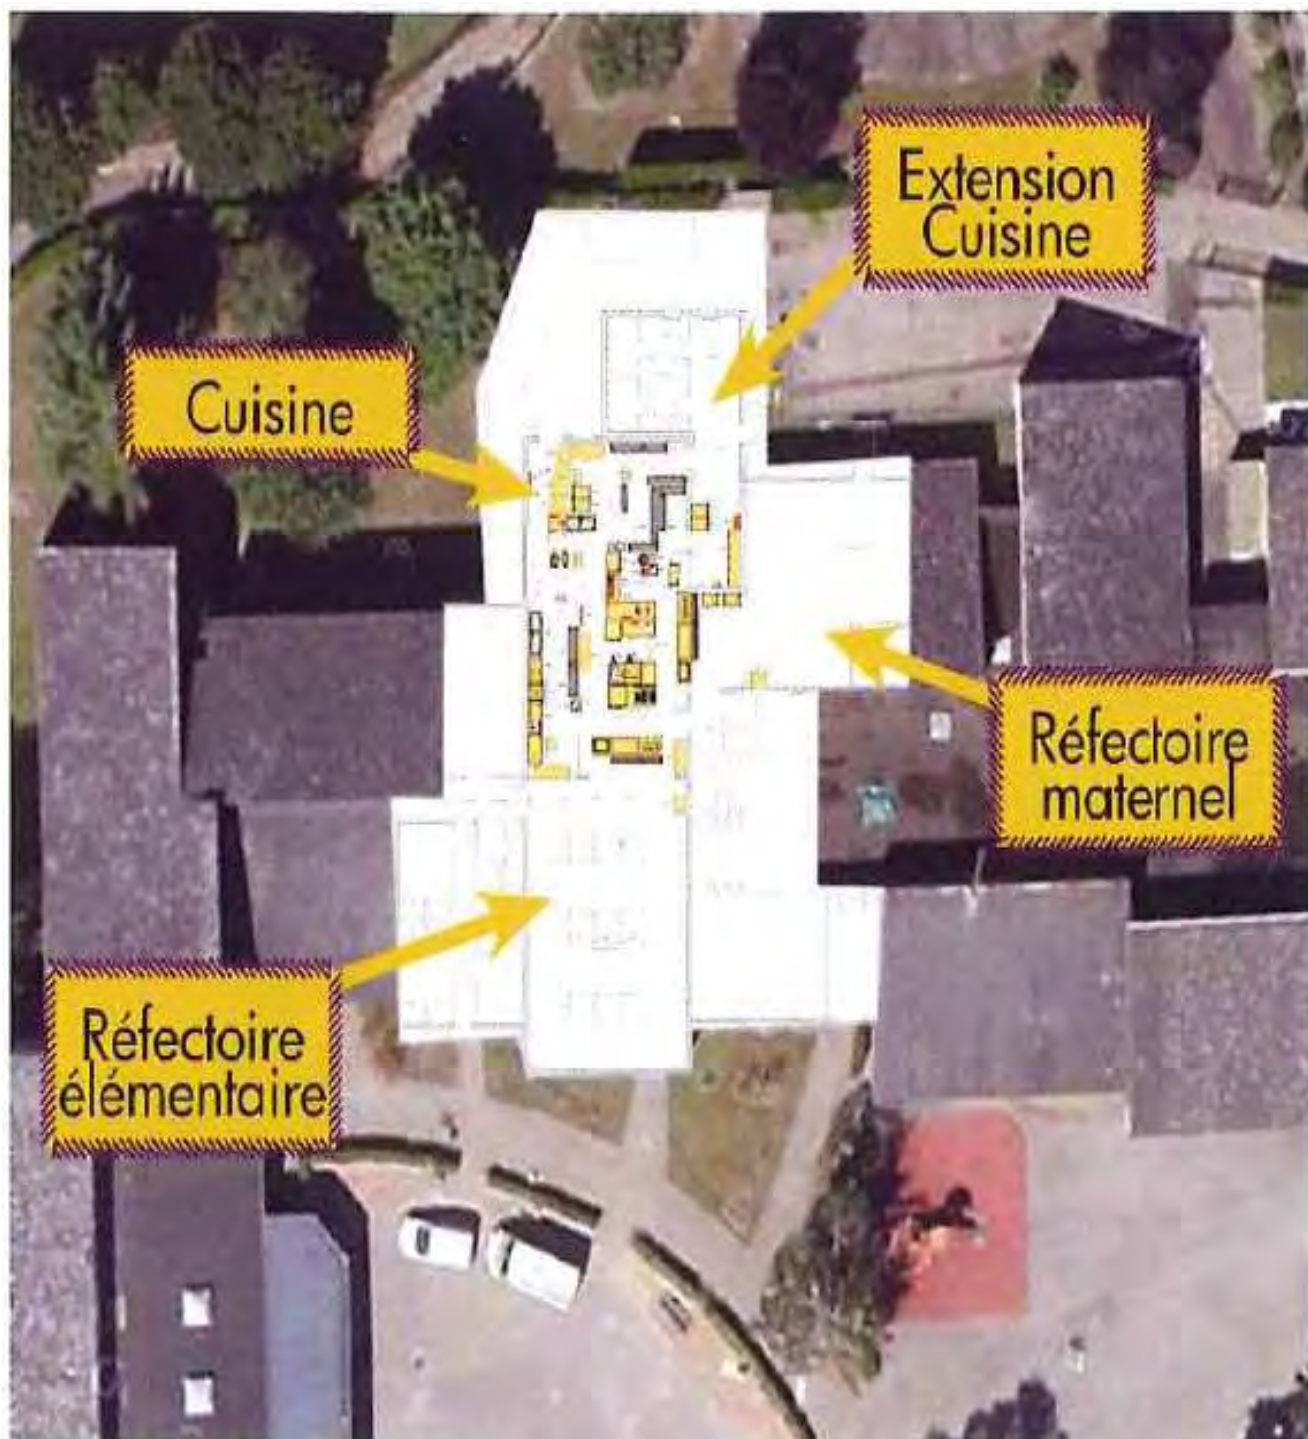 Extension
Cuisine
Cuisine
Réfectoire
maternel
Réfectoire
élémentaire